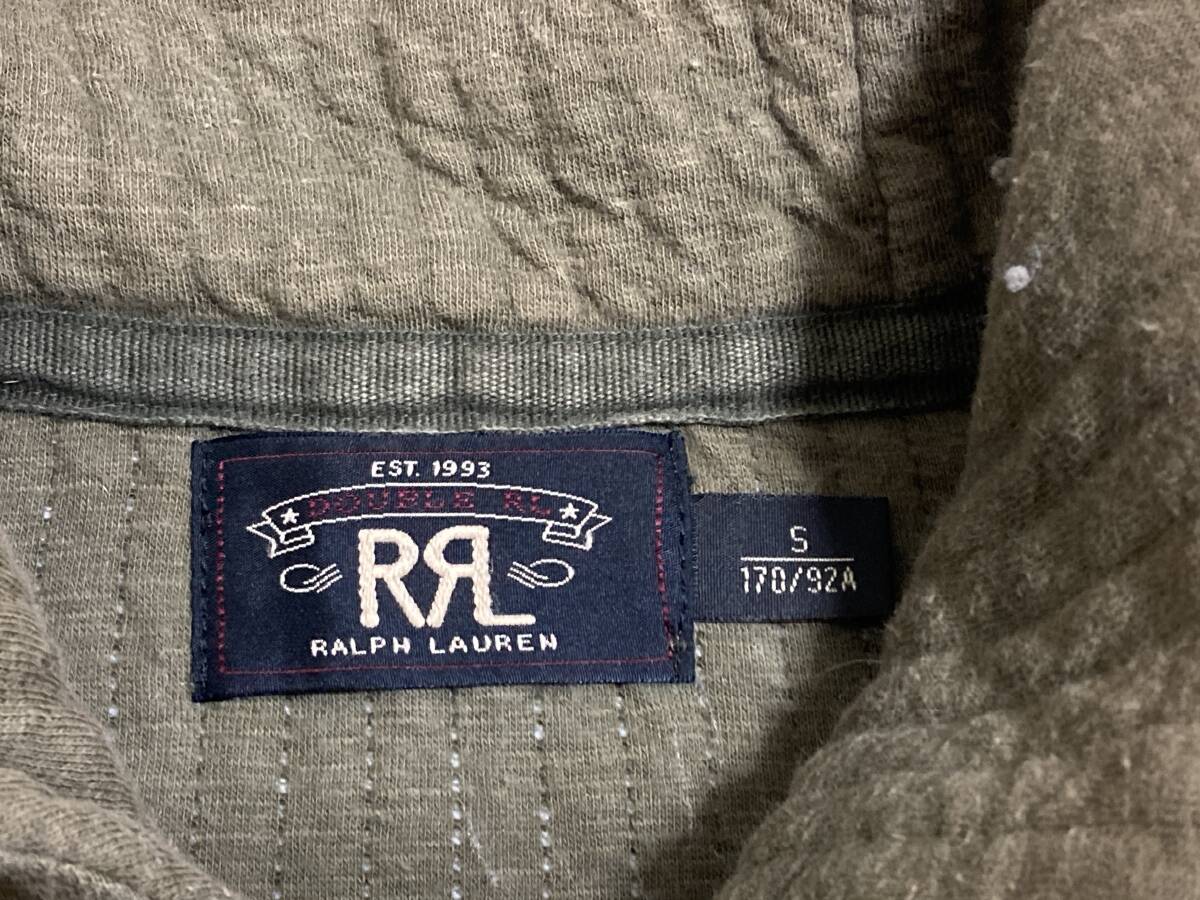 EST. 1993
DOUBLE RL
RRL
RALPH LAUREN
S
170/92A